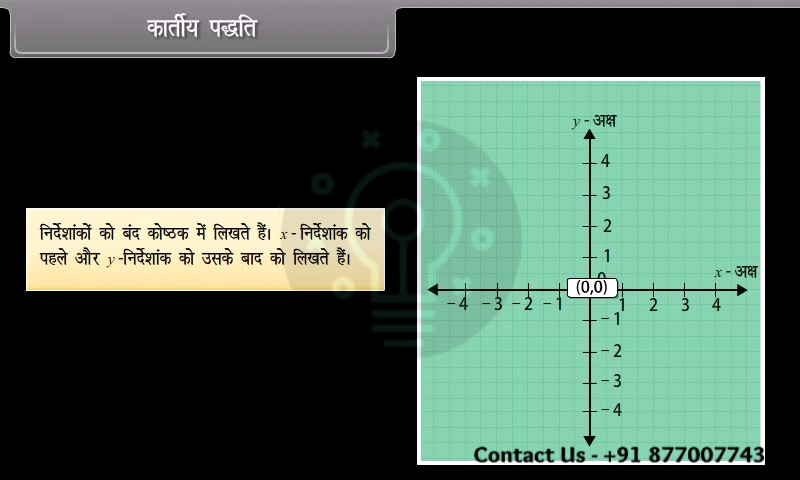 कार्तीय पद्धति
निर्देशांकों को बंद कोष्ठक में लिखते हैं। x - निर्देशांक को
पहले और y -निर्देशांक को उसके बाद को लिखते हैं।
y - अक्ष
4
3
2
1
0
x - अक्ष
(0,0)
-4 -3 -2 -1 1 2 3 4
-1
-2
-3
-4
Contact Us - +91 877007743